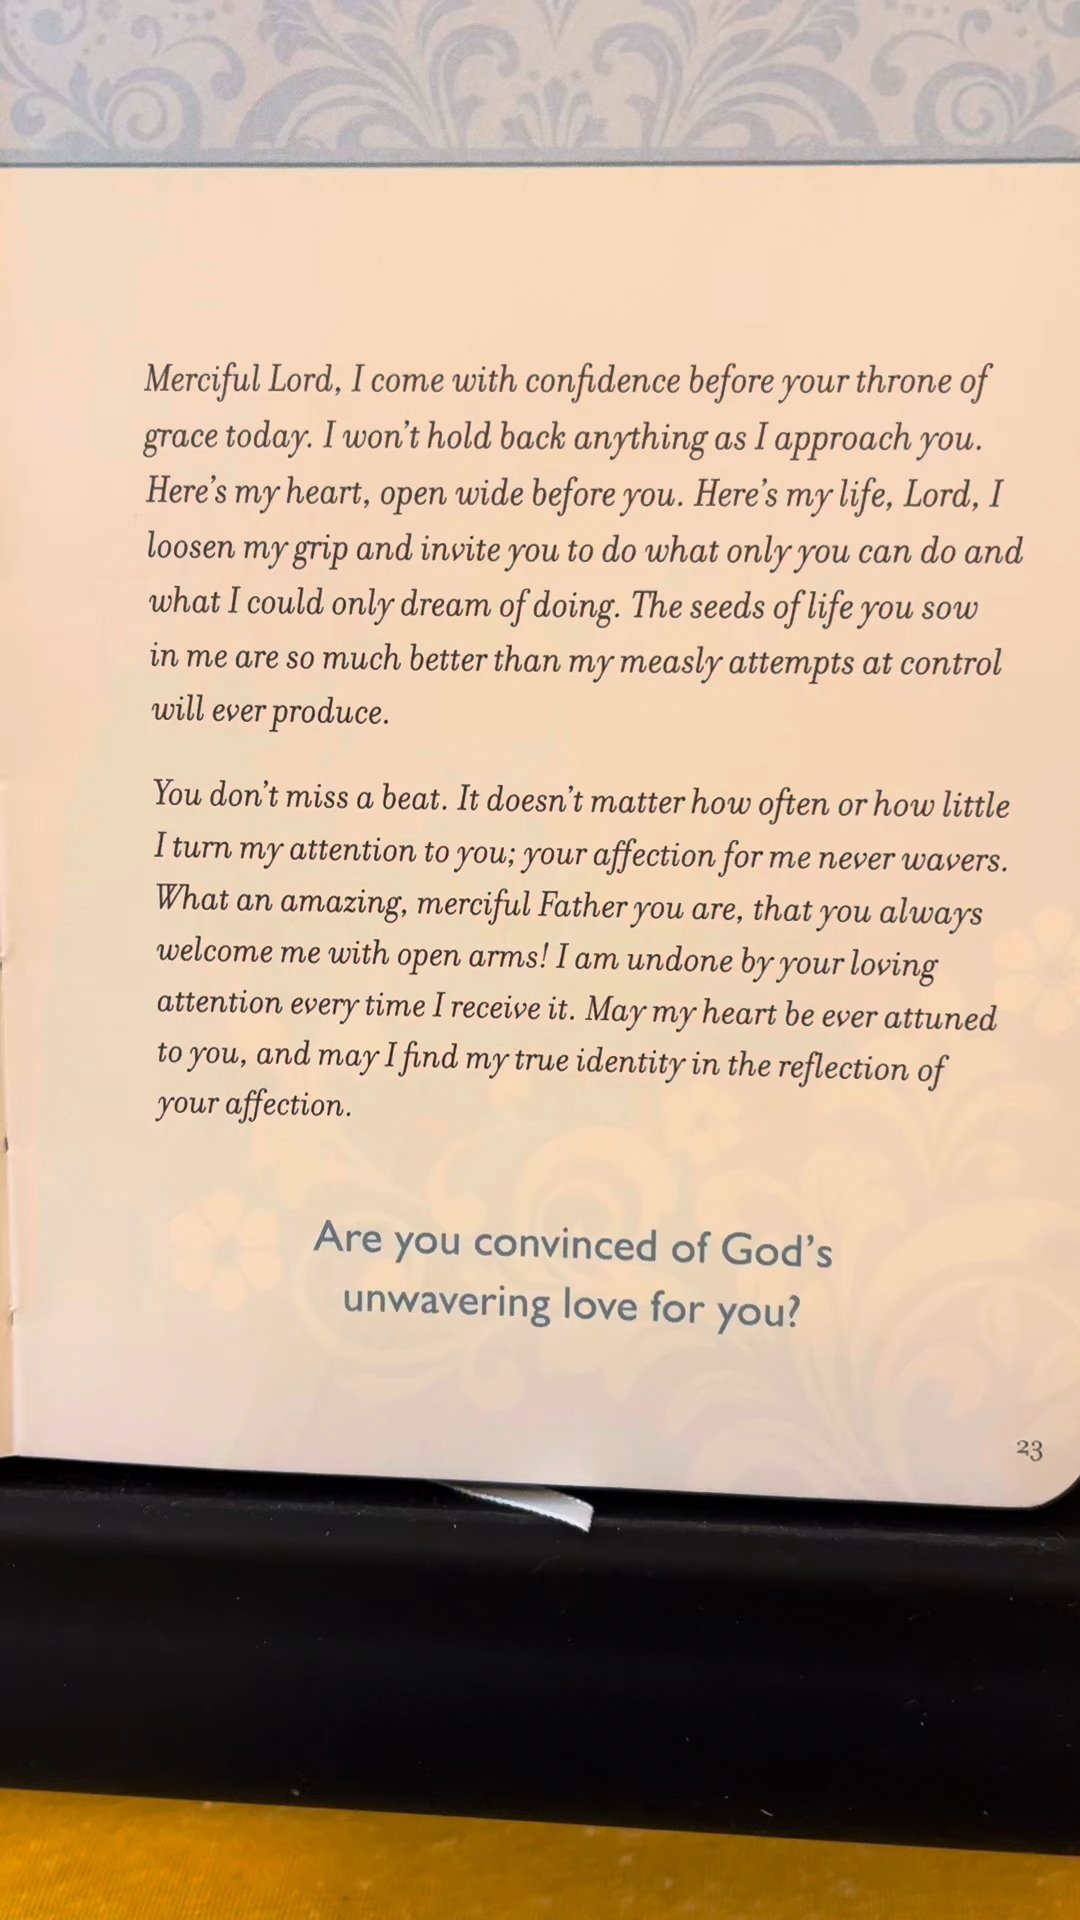 Merciful Lord, I come with confidence before your throne of
grace today. I won't hold back anything as I approach you.
Here's my heart, open wide before you. Here's my life, Lord, I
loosen my grip and invite you to do what only you can do and
what I could only dream of doing. The seeds of life you sow
in me are so much better than my measly attempts at control
will ever produce.
You don't miss a beat. It doesn't matter how often or how little
I turn my attention to you; your affection for me never wavers.
What an amazing, merciful Father you are, that you always
welcome me with open arms! I am undone by your loving
attention every time I receive it. May my heart be ever attuned
to you, and may I find my true identity in the reflection of
your affection.
Are you convinced of God's
unwavering love for you?
23